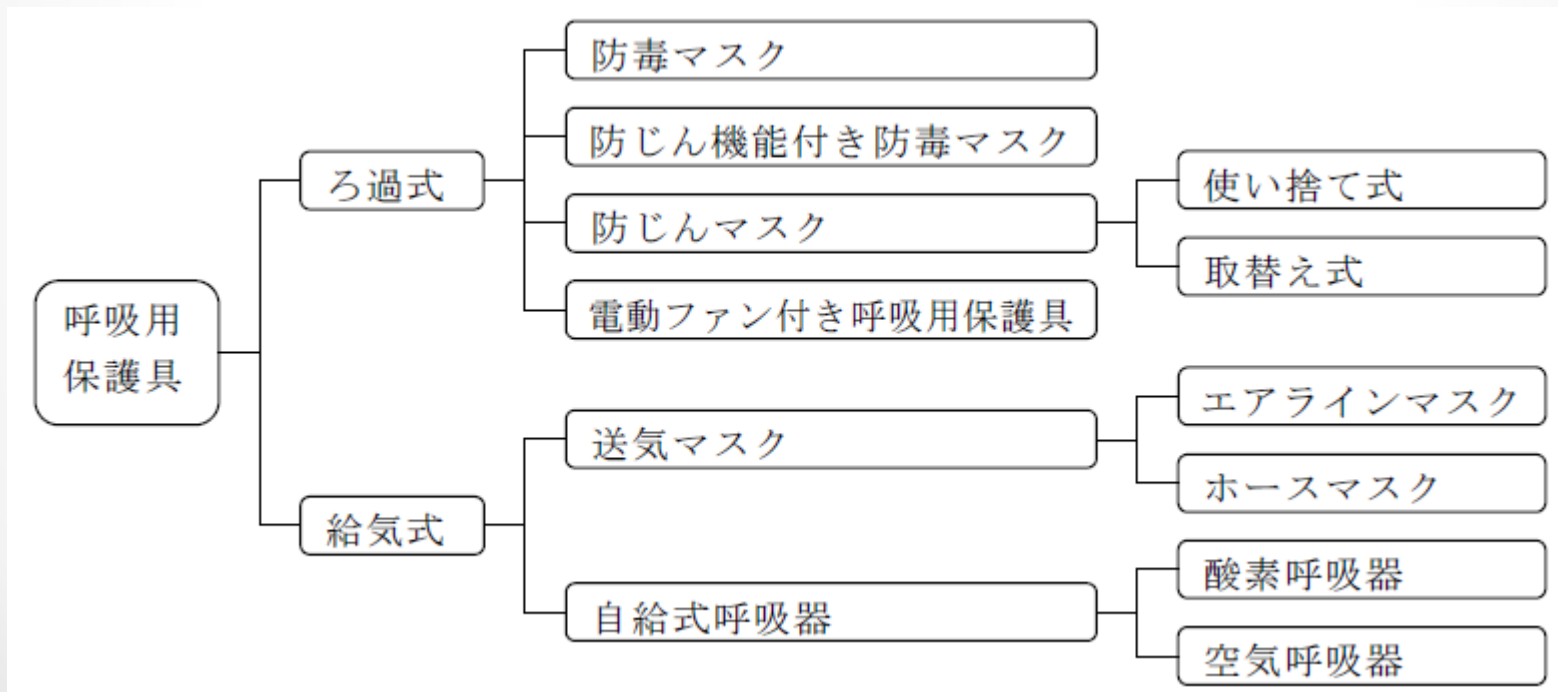 呼吸用
保護具
ろ過式
防毒マスク
防じん機能付き防毒マスク
防じんマスク
使い捨て式
取替え式
電動ファン付き呼吸用保護具
給気式
送気マスク
エアラインマスク
ホースマスク
自給式呼吸器
酸素呼吸器
空気呼吸器